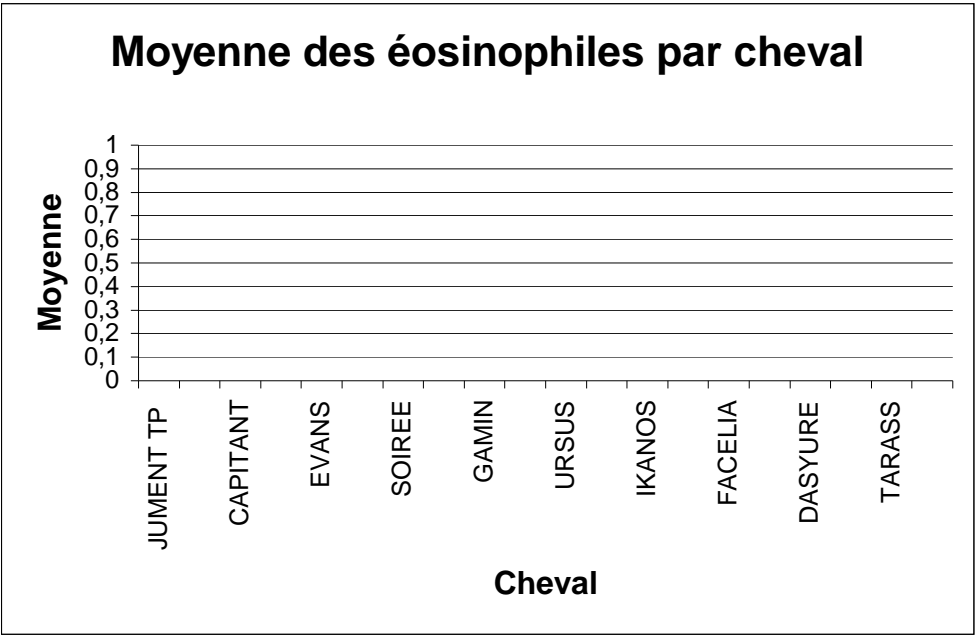 Moyenne des éosinophiles par cheval
Moyenne
1
0,9
0,8
0,7
0,6
0,5
0,4
0,3
0,2
0,1
0
JUMENT TP
CAPITANT
EVANS
SOIREE
GAMIN
URSUS
IKANOS
FACELIA
DASYURE
TARASS
Cheval